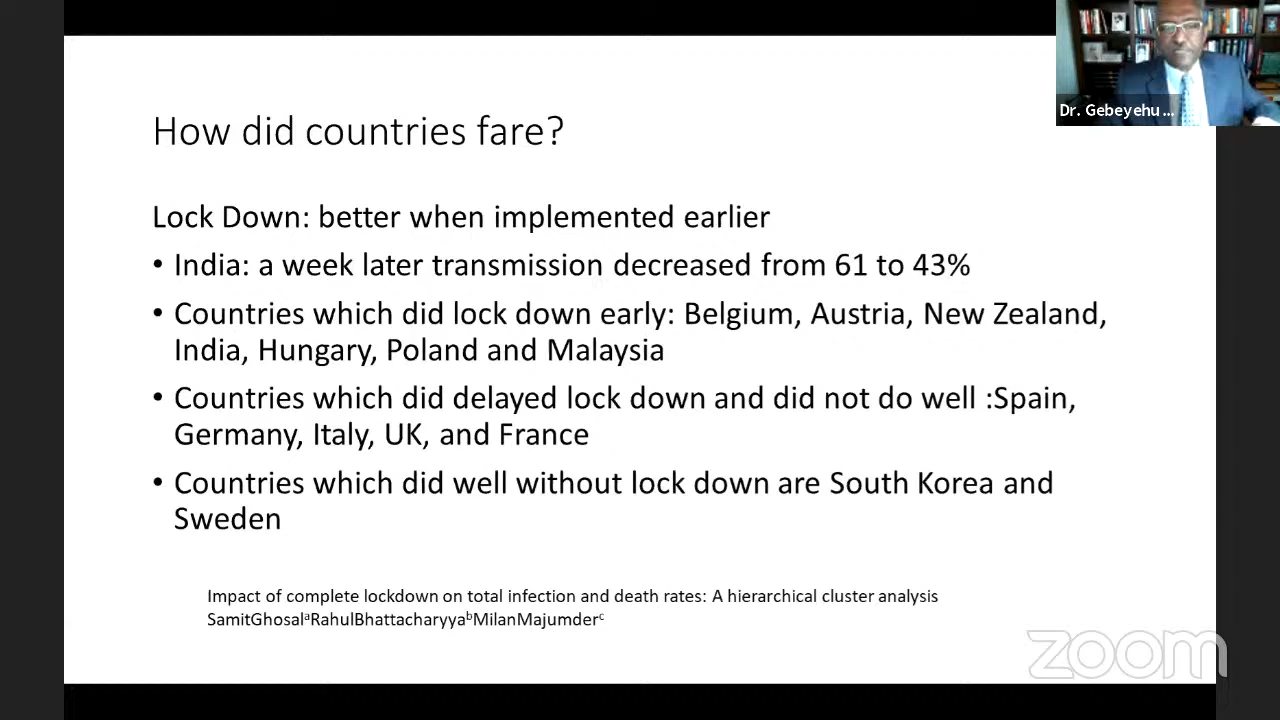 Dr. Gebeyehu ...
How did countries fare?
Lock Down: better when implemented earlier
• India: a week later transmission decreased from 61 to 43%
• Countries which did lock down early: Belgium, Austria, New Zealand,
India, Hungary, Poland and Malaysia
• Countries which did delayed lock down and did not do well :Spain,
Germany, Italy, UK, and France
• Countries which did well without lock down are South Korea and
Sweden
Impact of complete lockdown on total infection and death rates: A hierarchical cluster analysis
SamitGhosalᵃRahulBhattacharyyaᵇMilanMajumderᶜ
zoom